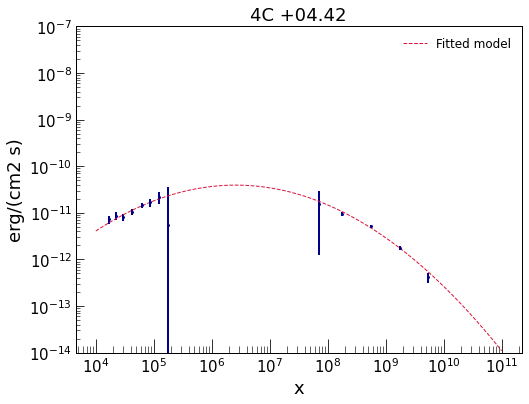 4C +04.42
Fitted model
erg/(cm2 s)
10⁻⁷
10⁻⁸
10⁻⁹
10⁻¹⁰
10⁻¹¹
10⁻¹²
10⁻¹³
10⁻¹⁴
10⁴ 10⁵ 10⁶ 10⁷ 10⁸ 10⁹ 10¹⁰ 10¹¹
x